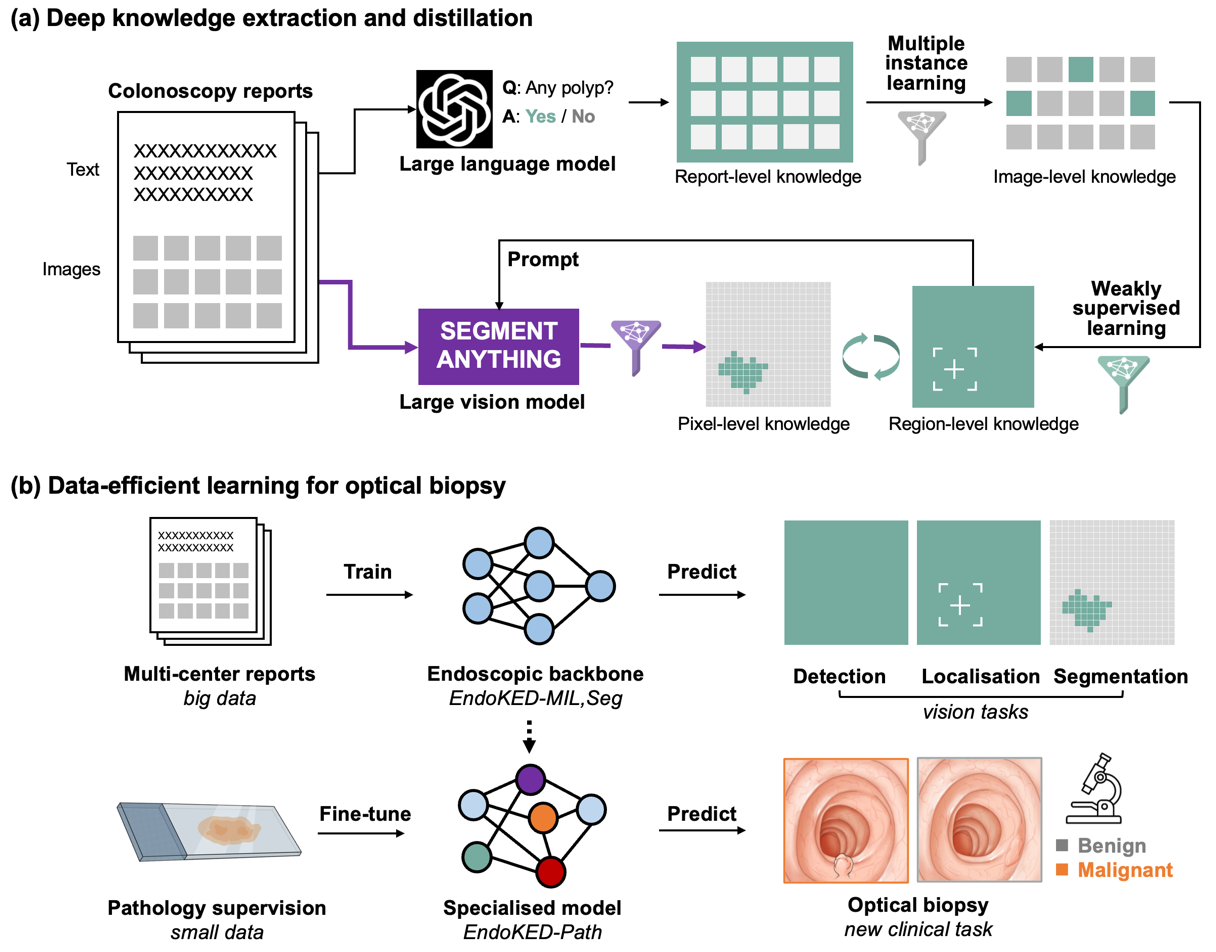 (a) Deep knowledge extraction and distillation
Colonoscopy reports
Text
XXXXXXXXXXXX
XXXXXXXXXX
XXXXXXXXXX
Images
Q: Any polyp?
A: Yes / No
Large language model
Report-level knowledge
Multiple
instance
learning
Image-level knowledge
Prompt
SEGMENT
ANYTHING
Large vision model
Pixel-level knowledge
Region-level knowledge
Weakly
supervised
learning
(b) Data-efficient learning for optical biopsy
XXXXXXXXXXX
XXXXXXXXXXX
Multi-center reports
big data
Train
Endoscopic backbone
EndoKED-MIL,Seg
Predict
Detection
Localisation
Segmentation
vision tasks
Pathology supervision
small data
Fine-tune
Specialised model
EndoKED-Path
Predict
Optical biopsy
new clinical task
Benign
Malignant